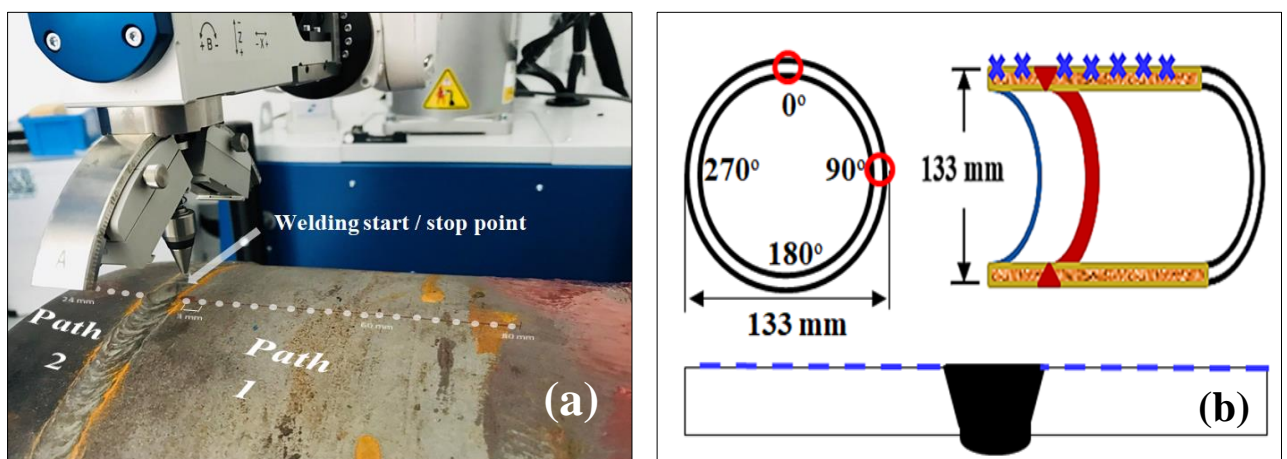 +B-
Z
-X+
A
Welding start / stop point
24 mm
3 mm
60 mm
80 mm
Path
2
Path
1
(a)
0°
270°
90°
180°
133 mm
133 mm
(b)